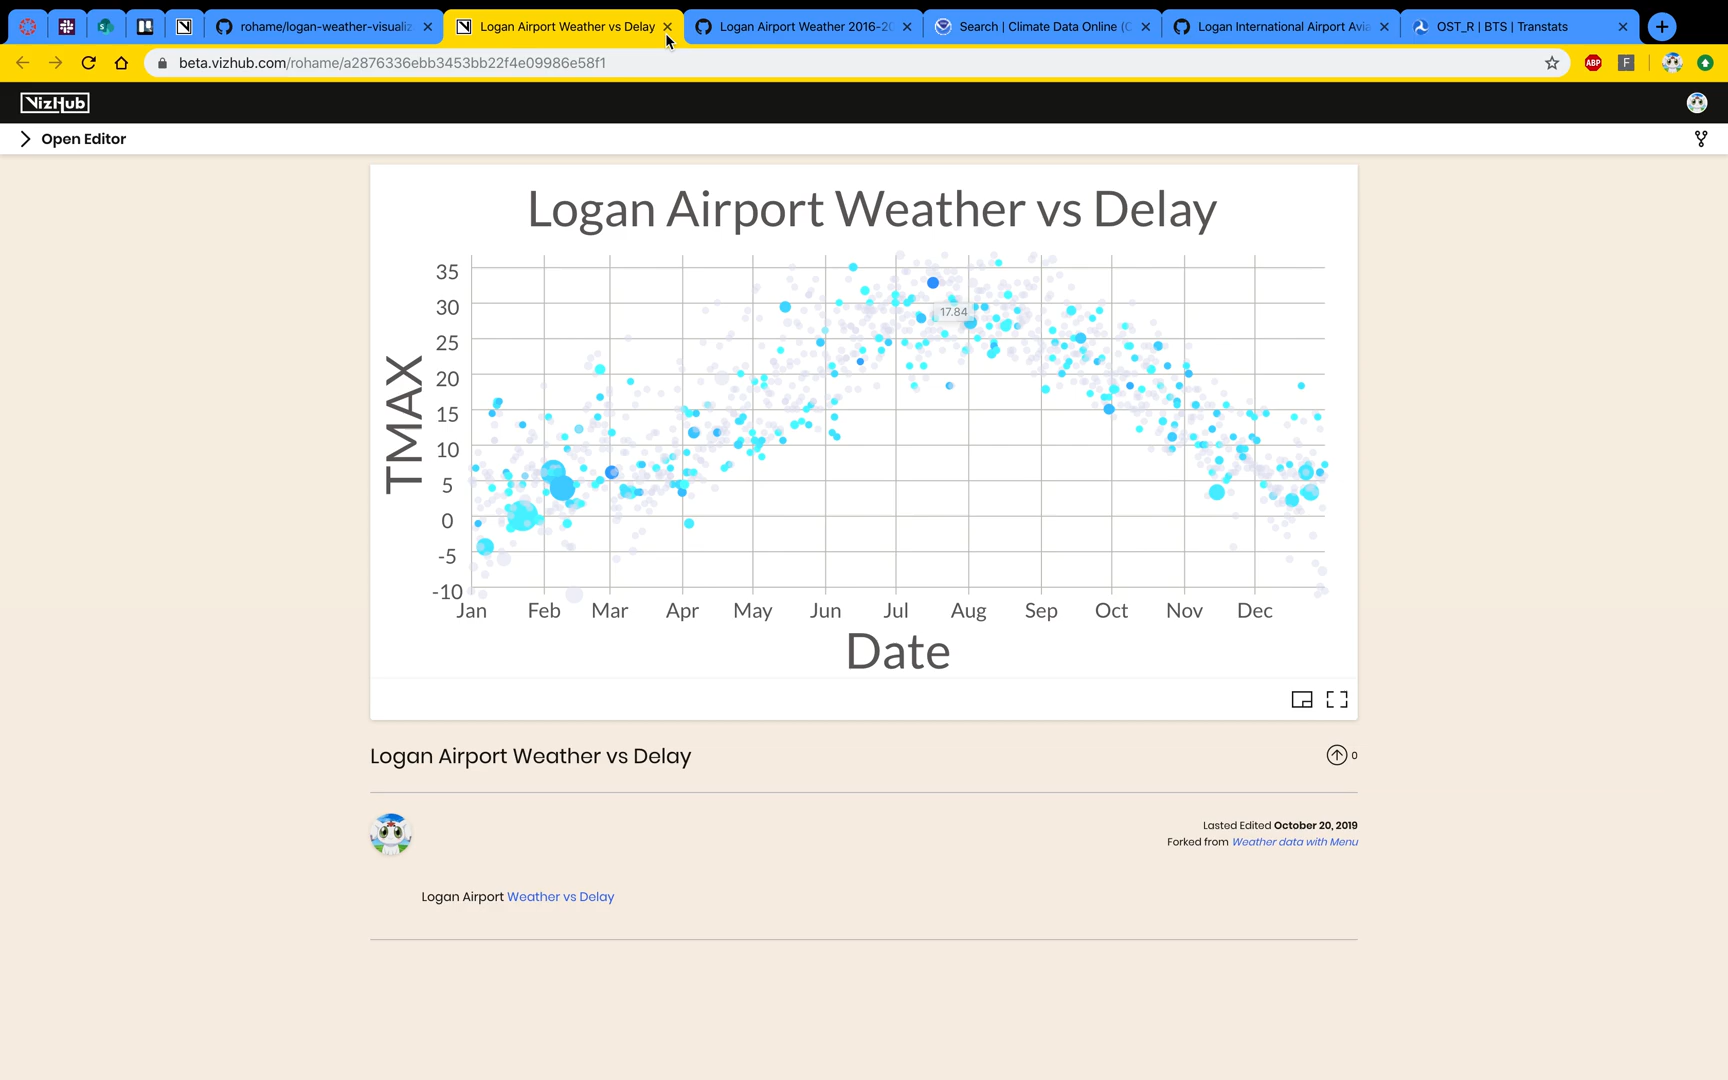 rohame/logan-weather-visualiz
Logan Airport Weather vs Delay
Logan Airport Weather 2016-20
Search | Climate Data Online (C
Logan International Airport Avia
OST_R | BTS | Transtats
beta.vizhub.com/rohame/a2876336ebb3453bb22f4e09986e58f1
ABP
F
VizHub
Open Editor
Logan Airport Weather vs Delay
TMAX
35
30
25
20
15
10
5
0
-5
-10
17.84
Jan Feb Mar Apr May Jun Jul Aug Sep Oct Nov Dec
Date
Logan Airport Weather vs Delay
0
Lasted Edited October 20, 2019
Forked from Weather data with Menu
Logan Airport Weather vs Delay